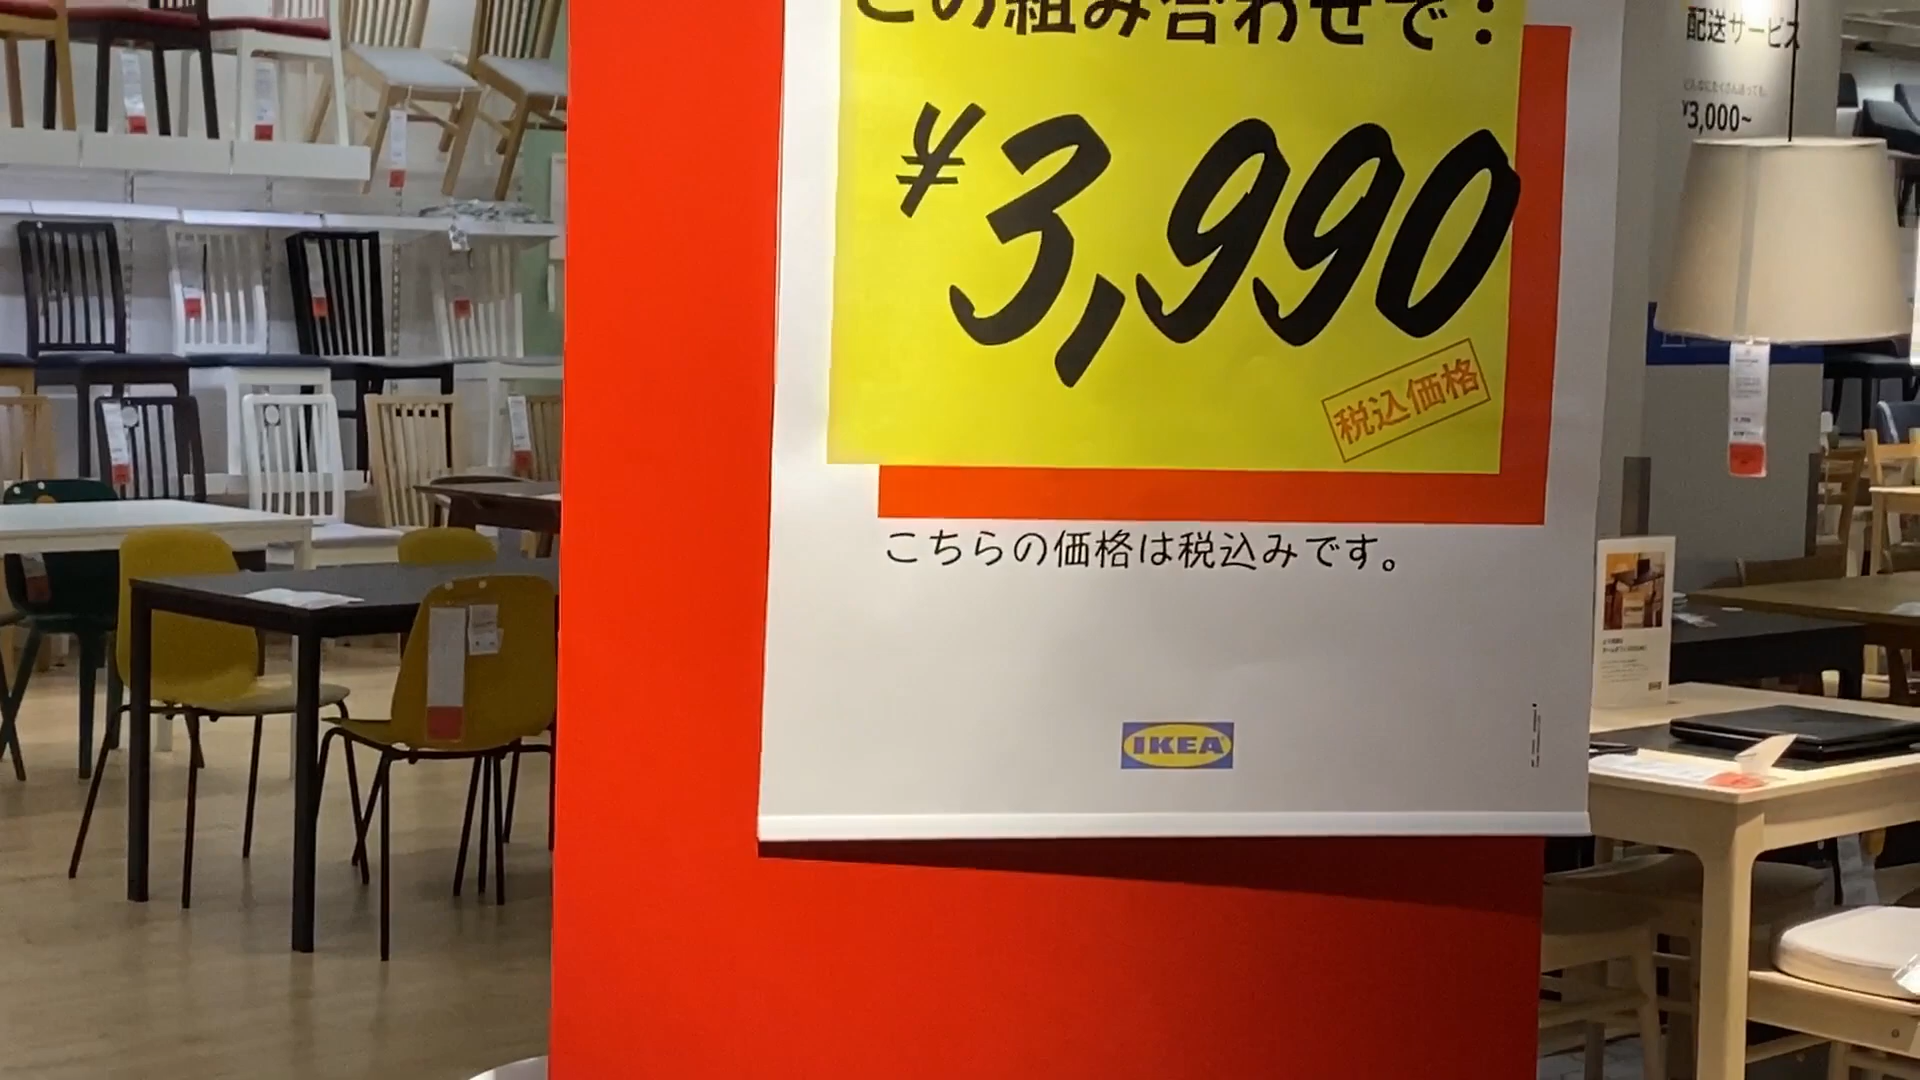 この組み合わせで:
¥3,990
税込価格
こちらの価格は税込みです。
IKEA
配送サービス
¥3,000~